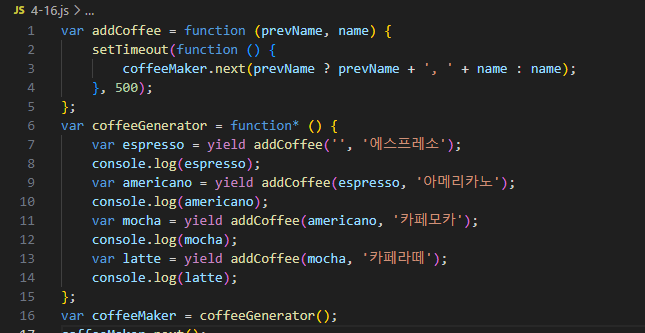 JS 4-16.js > ...
1 var addCoffee = function (prevName, name) {
2     setTimeout(function () {
3         coffeeMaker.next(prevName ? prevName + ', ' + name : name);
4     }, 500);
5 };
6 var coffeeGenerator = function* () {
7     var espresso = yield addCoffee('', '에스프레소');
8     console.log(espresso);
9     var americano = yield addCoffee(espresso, '아메리카노');
10     console.log(americano);
11     var mocha = yield addCoffee(americano, '카페모카');
12     console.log(mocha);
13     var latte = yield addCoffee(mocha, '카페라떼');
14     console.log(latte);
15 };
16 var coffeeMaker = coffeeGenerator();
17 coffeeMaker.next();